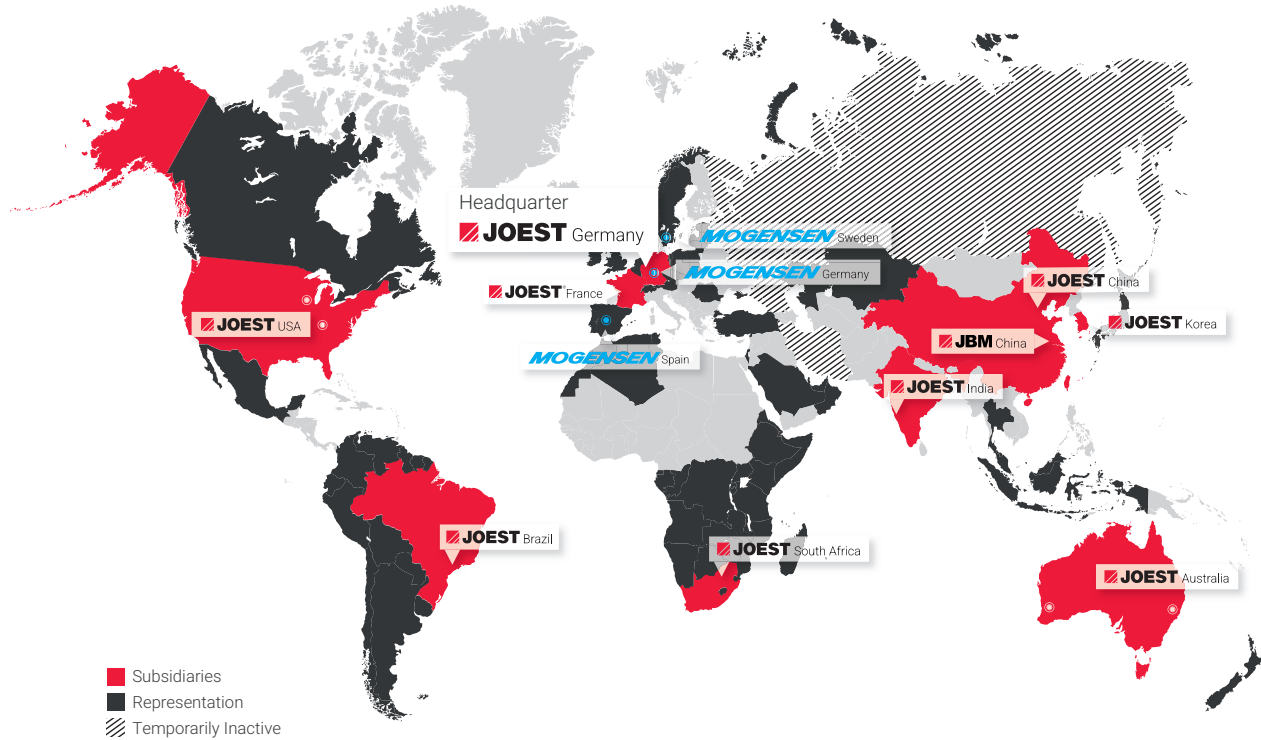 Headquarter
JOEST Germany
MOGENSEN Sweden
MOGENSEN Germany
JOEST® France
JOEST China
JOEST USA
JOEST Korea
JBM China
MOGENSEN Spain
JOEST India
JOEST Brazil
JOEST South Africa
JOEST Australia
Subsidiaries
Representation
Temporarily Inactive